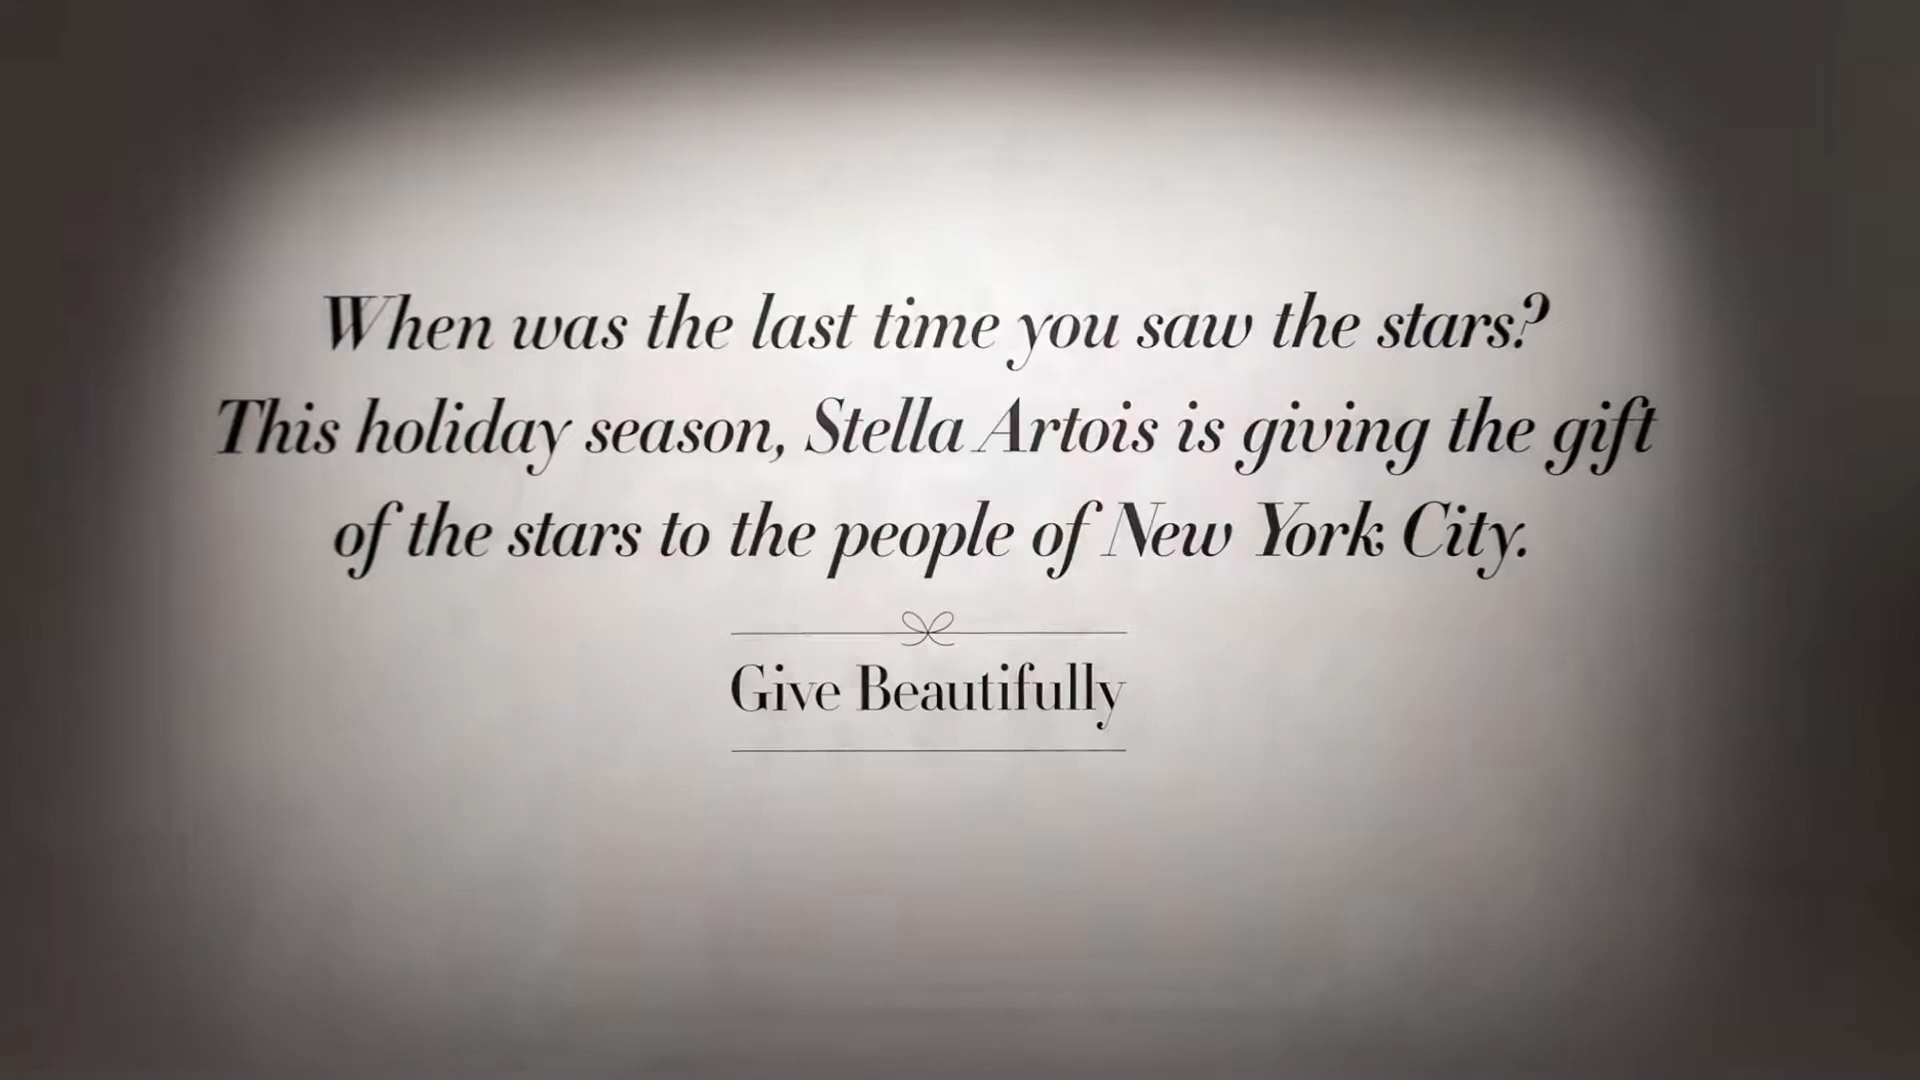 When was the last time you saw the stars?
This holiday season, Stella Artois is giving the gift
of the stars to the people of New York City.
Give Beautifully